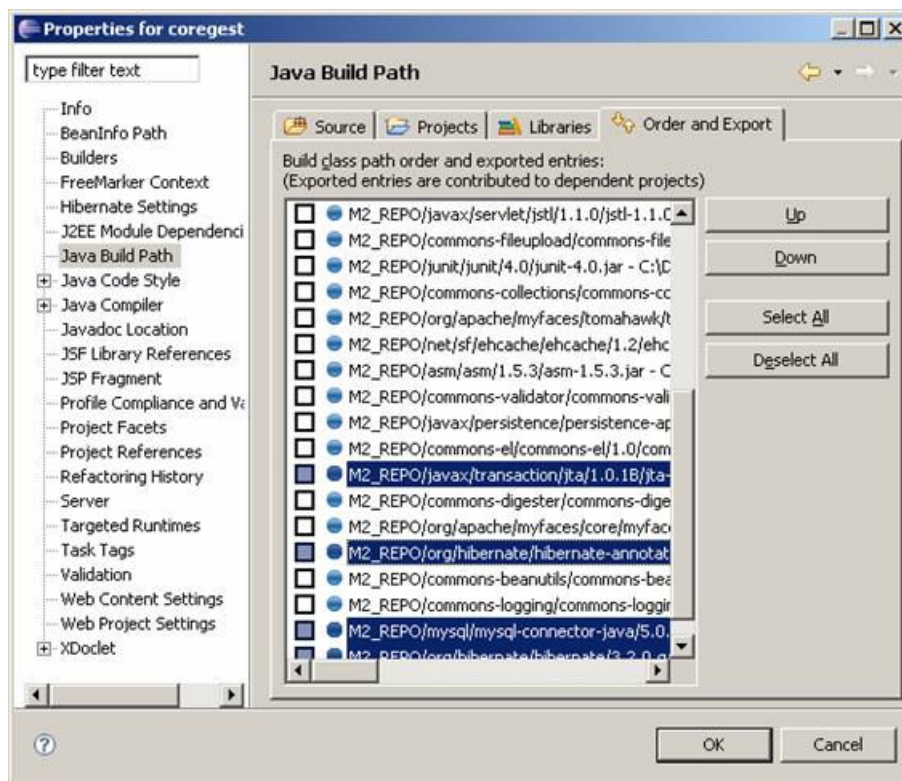 Properties for coregest
type filter text
Info
BeanInfo Path
Builders
FreeMarker Context
Hibernate Settings
J2EE Module Dependenci
Java Build Path
Java Code Style
Java Compiler
Javadoc Location
JSF Library References
JSP Fragment
Profile Compliance and Va
Project Facets
Project References
Refactoring History
Server
Targeted Runtimes
Task Tags
Validation
Web Content Settings
Web Project Settings
XDoclet
Java Build Path
Source
Projects
Libraries
Order and Export
Build class path order and exported entries:
(Exported entries are contributed to dependent projects)
M2_REPO/javax/servlet/jstl/1.1.0/jstl-1.1.0
M2_REPO/commons-fileupload/commons-file
M2_REPO/junit/junit/4.0/junit-4.0.jar - C:\D
M2_REPO/commons-collections/commons-co
M2_REPO/org/apache/myfaces/tomahawk/t
M2_REPO/net/sf/ehcache/ehcache/1.2/ehc
M2_REPO/asm/asm/1.5.3/asm-1.5.3.jar - C
M2_REPO/commons-validator/commons-vali
M2_REPO/javax/persistence/persistence-ap
M2_REPO/commons-el/commons-el/1.0/com
M2_REPO/javax/transaction/jta/1.0.1B/jta-
M2_REPO/commons-digester/commons-dige
M2_REPO/org/apache/myfaces/core/myfac
M2_REPO/org/hibernate/hibernate-annotat
M2_REPO/commons-beanutils/commons-bea
M2_REPO/commons-logging/commons-loggin
M2_REPO/mysql/mysql-connector-java/5.0.
M2_REPO/org/hibernate/hibernate/3.2.0.g
Up
Down
Select All
Deselect All
?
OK
Cancel